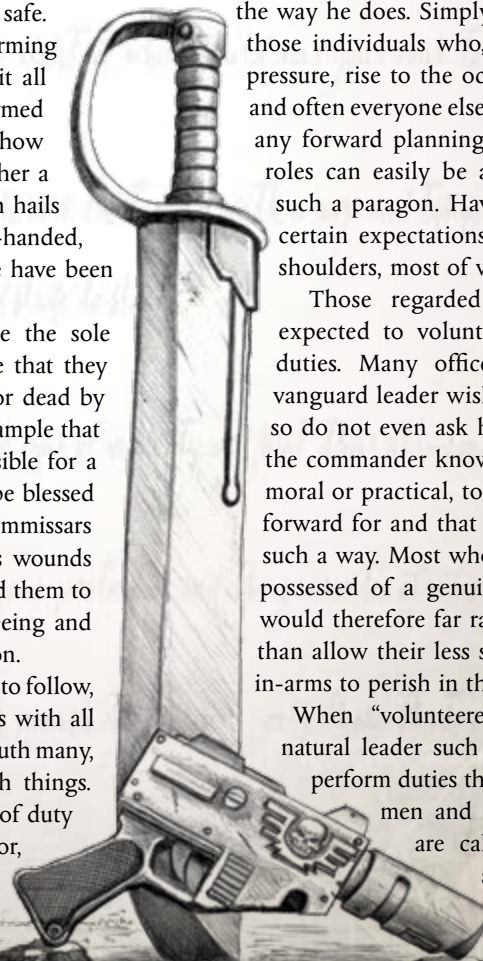 safe.
rming
it all
rmed
how
her a
n hails
-handed,
e have been
e the sole
e that they
or dead by
ample that
sible for a
be blessed
mmissars
s wounds
d them to
eing and
on.
to follow,
s with all
uth many,
h things.
of duty
or,
the way he does. Simply
those individuals who,
pressure, rise to the oc
and often everyone else
any forward planning
roles can easily be a
such a paragon. Hav
certain expectations
shoulders, most of w
Those regarded
expected to volunt
duties. Many office
vanguard leader wish
so do not even ask h
the commander know
moral or practical, to
forward for and that
such a way. Most who
possessed of a genui
would therefore far ra
than allow their less s
in-arms to perish in th
When “volunteere
natural leader such
perform duties th
men and
are cal